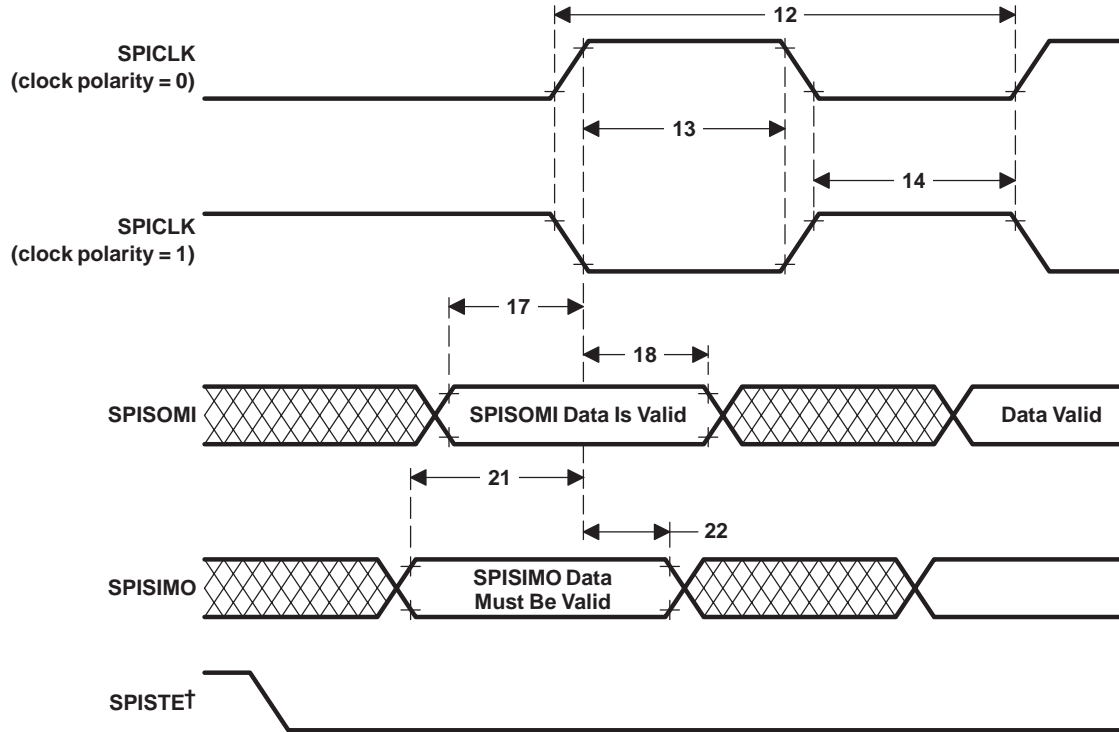 12
SPICLK
(clock polarity = 0)
13
14
SPICLK
(clock polarity = 1)
17
18
SPISOMI
SPISOMI Data Is Valid
Data Valid
21
22
SPISIMO
SPISIMO Data
Must Be Valid
SPISTE†